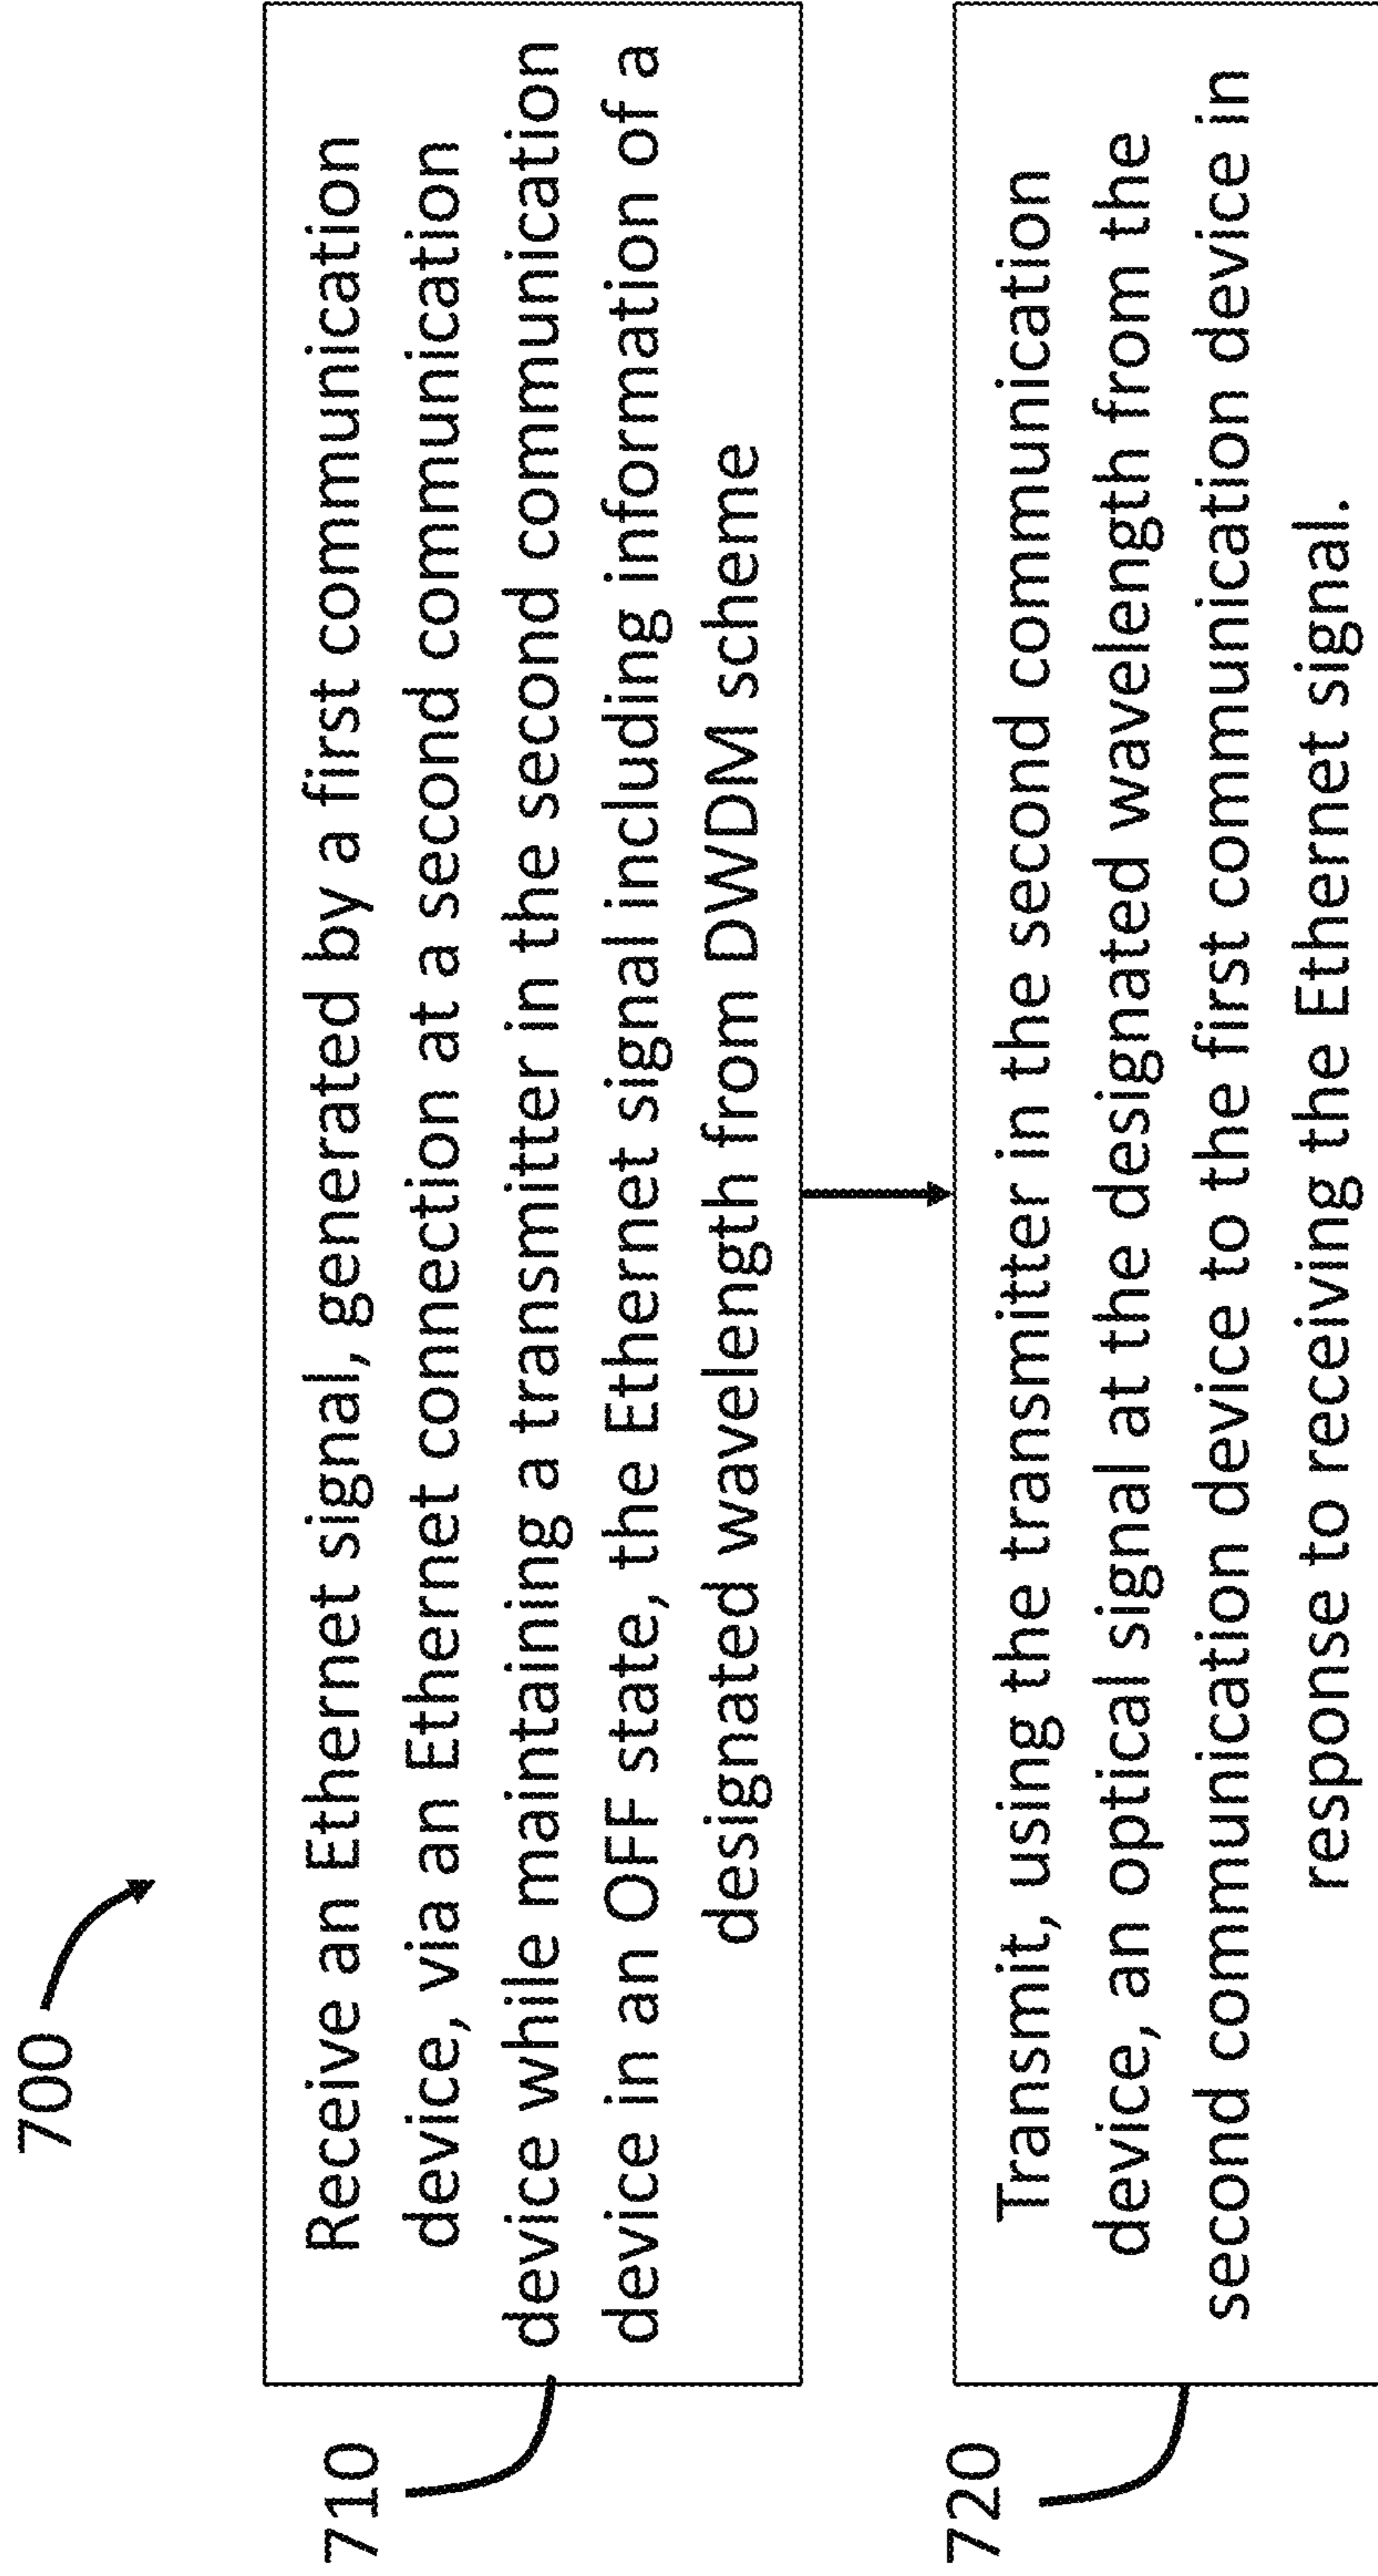 700
710
Receive an Ethernet signal, generated by a first communication
device, via an Ethernet connection at a second communication
device while maintaining a transmitter in the second communication
device in an OFF state, the Ethernet signal including information of a
designated wavelength from DWDM scheme
720
Transmit, using the transmitter in the second communication
device, an optical signal at the designated wavelength from the
second communication device to the first communication device in
response to receiving the Ethernet signal.